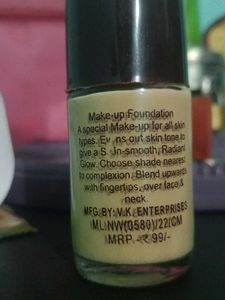 Make-up Foundation
A special Make-up for all skin
types. Ev ns out skin tone to
give a S n-smooth, Radiant
Glow. Choose shade nearest
to complexion. Blend upwards
with fingertips, over face &
neck.
MFG.BY: V.K. ENTERPRISES
ML:NW(0580)/22/CM
MRP.-₹ 99/-